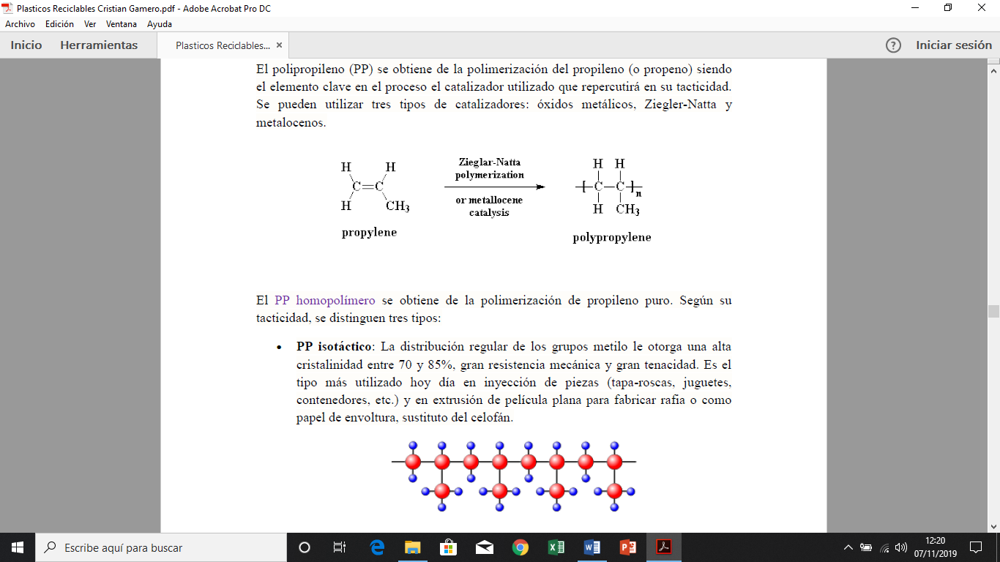 Plasticos Reciclables Cristian Gamero.pdf - Adobe Acrobat Pro DC
Archivo Edición Ver Ventana Ayuda
Inicio Herramientas Plasticos Reciclables... × ? Iniciar sesión
El polipropileno (PP) se obtiene de la polimerización del propileno (o propeno) siendo
el elemento clave en el proceso el catalizador utilizado que repercutirá en su tacticidad.
Se pueden utilizar tres tipos de catalizadores: óxidos metálicos, Ziegler-Natta y
metalocenos.
H H
C=C
H CH3
propylene
Zieglar-Natta
polymerization
or metallocene
catalysis
H H
[C-C]n
H CH3
polypropylene
El PP homopolímero se obtiene de la polimerización de propileno puro. Según su
tacticidad, se distinguen tres tipos:
• PP isotáctico: La distribución regular de los grupos metilo le otorga una alta
cristalinidad entre 70 y 85%, gran resistencia mecánica y gran tenacidad. Es el
tipo más utilizado hoy día en inyección de piezas (tapa-roscas, juguetes,
contenedores, etc.) y en extrusión de película plana para fabricar rafia o como
papel de envoltura, sustituto del celofán.
Escribe aquí para buscar
12:20
07/11/2019